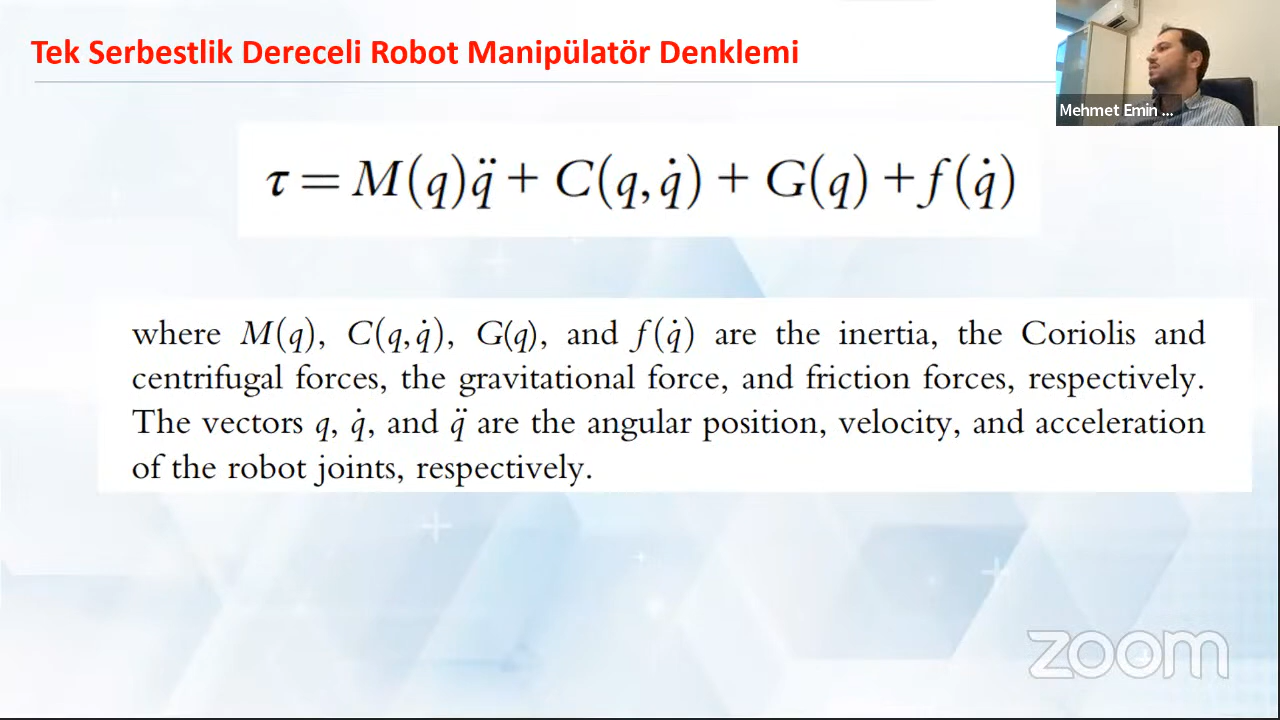 Tek Serbestlik Dereceli Robot Manipülatör Denklemi
Mehmet Emin ...
τ = M(q)q̈ + C(q, q̇) + G(q) + f(q̇)
where M(q), C(q, q̇), G(q), and f(q̇) are the inertia, the Coriolis and
centrifugal forces, the gravitational force, and friction forces, respectively.
The vectors q, q̇, and q̈ are the angular position, velocity, and acceleration
of the robot joints, respectively.
zoom